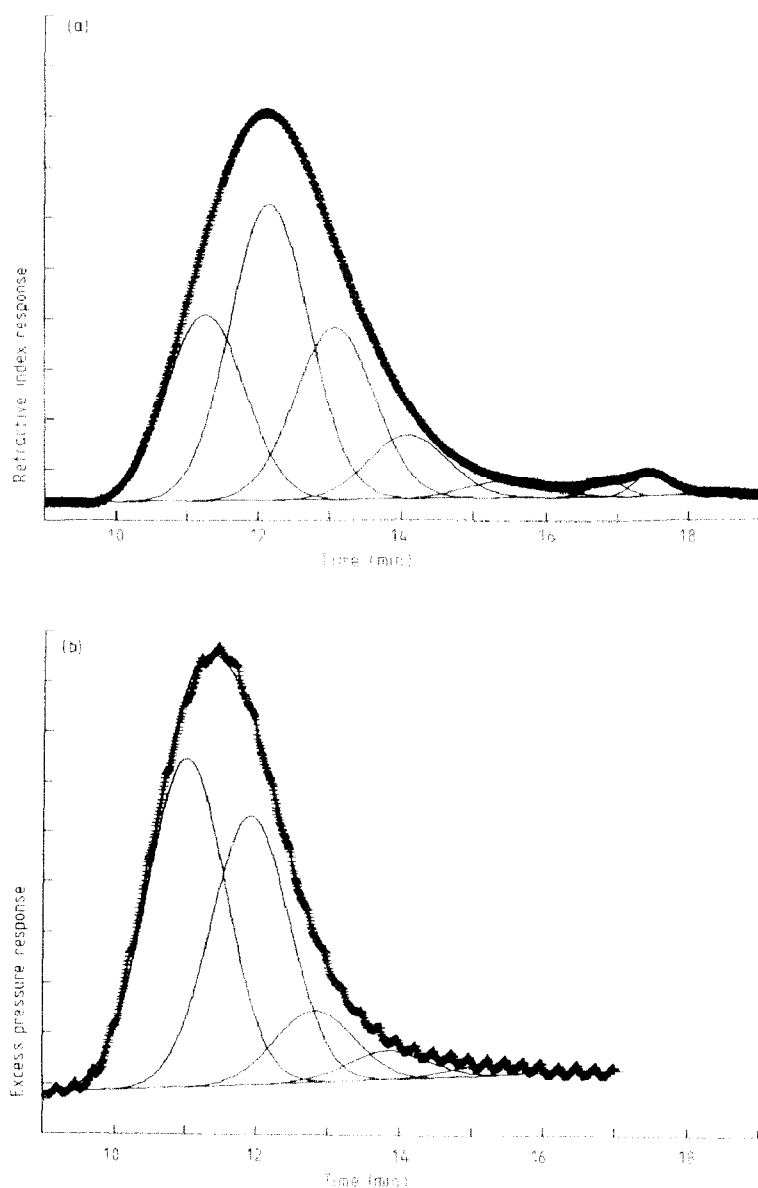 (a)
Refractive index response
10 12 14 16 18
Time (min)
(b)
Excess pressure response
10 12 14 16 18
Time (min)